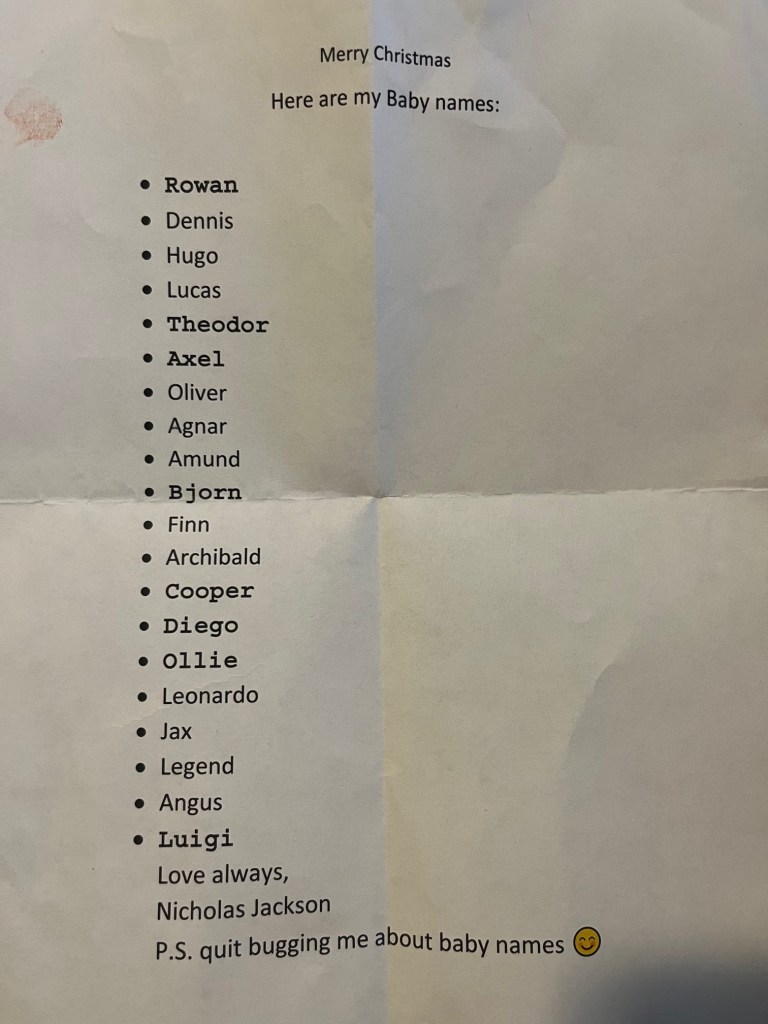 Merry Christmas
Here are my Baby names:
• Rowan
• Dennis
• Hugo
• Lucas
• Theodor
• Axel
• Oliver
• Agnar
• Amund
• Bjorn
• Finn
• Archibald
• Cooper
• Diego
• Ollie
• Leonardo
• Jax
• Legend
• Angus
• Luigi
Love always,
Nicholas Jackson
P.S. quit bugging me about baby names 😊